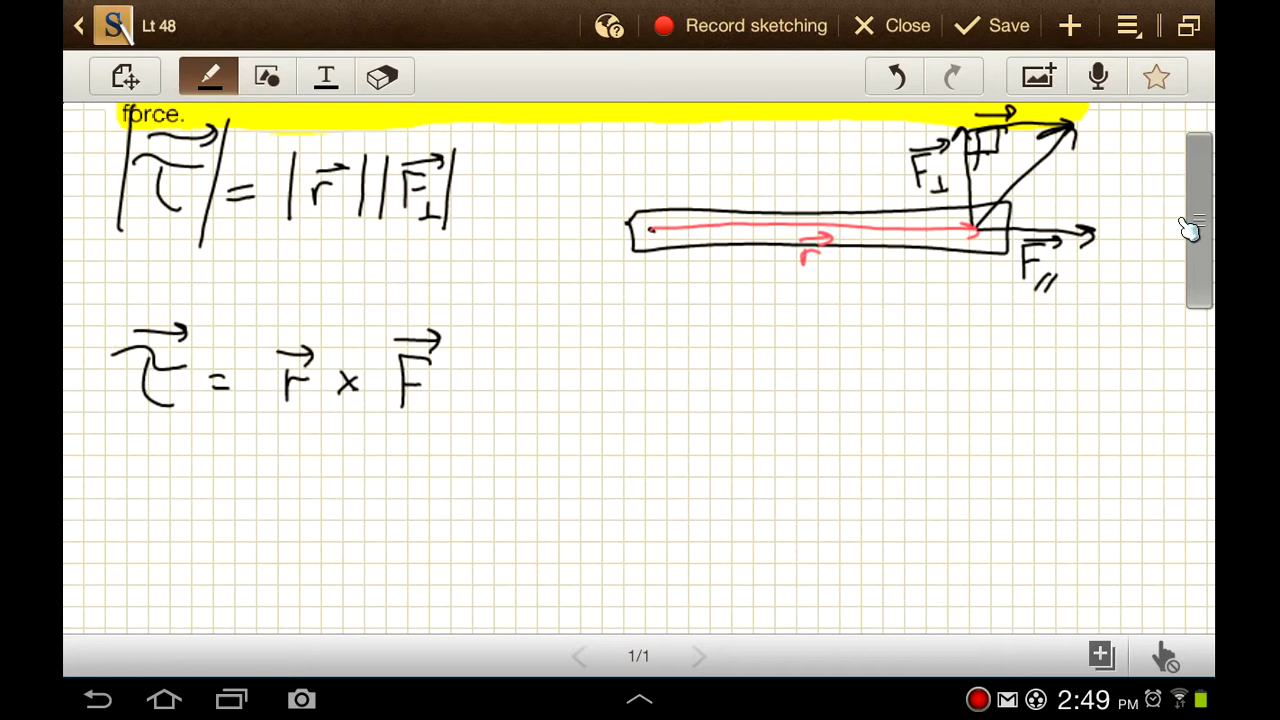 Lt 48
Record sketching
Close
Save
T
force.
|τ⃗| = |r⃗||F⃗⊥|
F⃗⊥
F⃗
r⃗
F⃗∥
τ⃗ = r⃗ × F⃗
1/1
2:49 PM